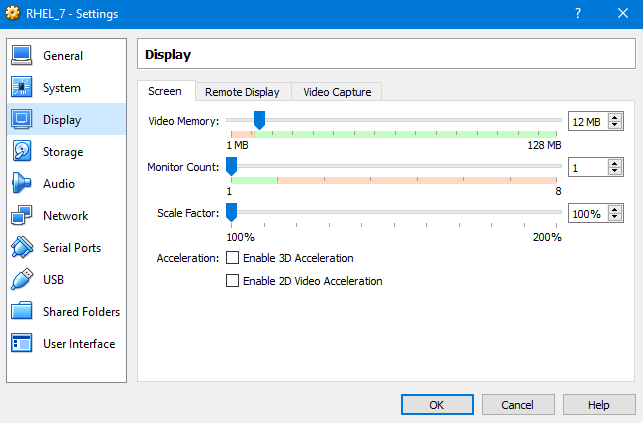 RHEL_7 - Settings ?
General
System
Display
Storage
Audio
Network
Serial Ports
USB
Shared Folders
User Interface
Display
Screen Remote Display Video Capture
Video Memory: 12 MB
1 MB 128 MB
Monitor Count: 1
1 8
Scale Factor: 100%
100% 200%
Acceleration: Enable 3D Acceleration
Enable 2D Video Acceleration
OK Cancel Help